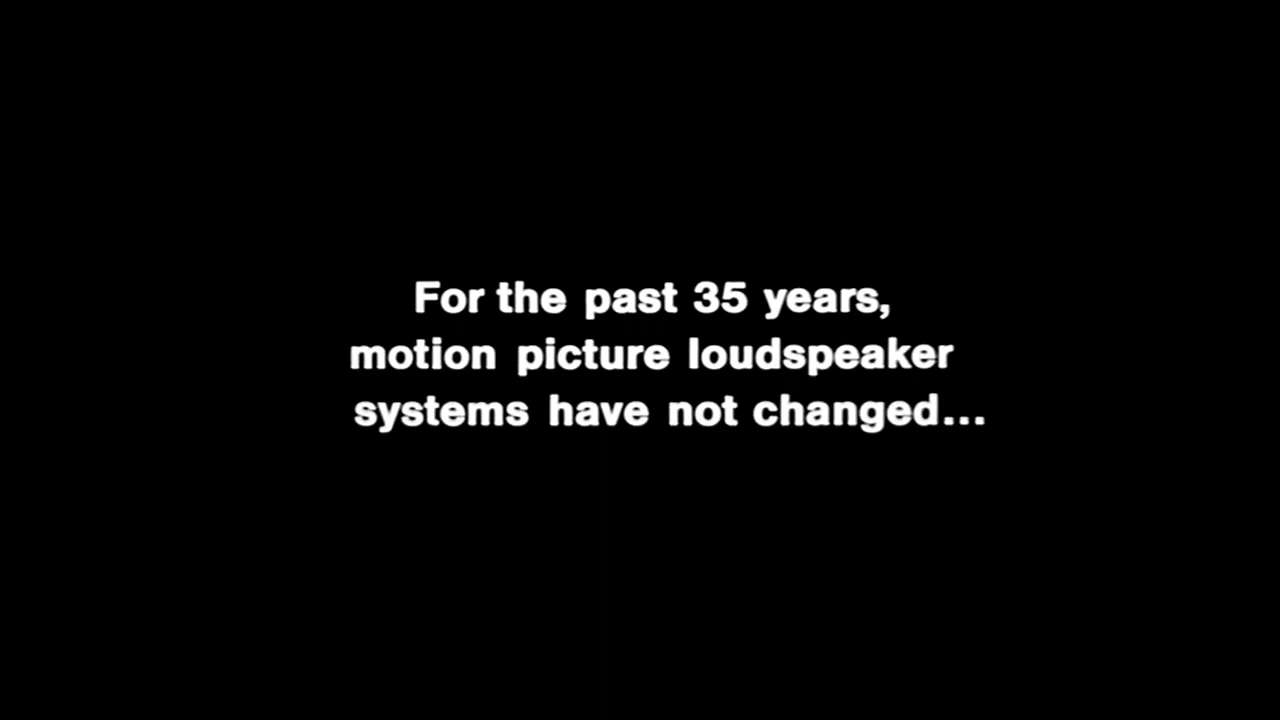 For the past 35 years,
motion picture loudspeaker
systems have not changed...